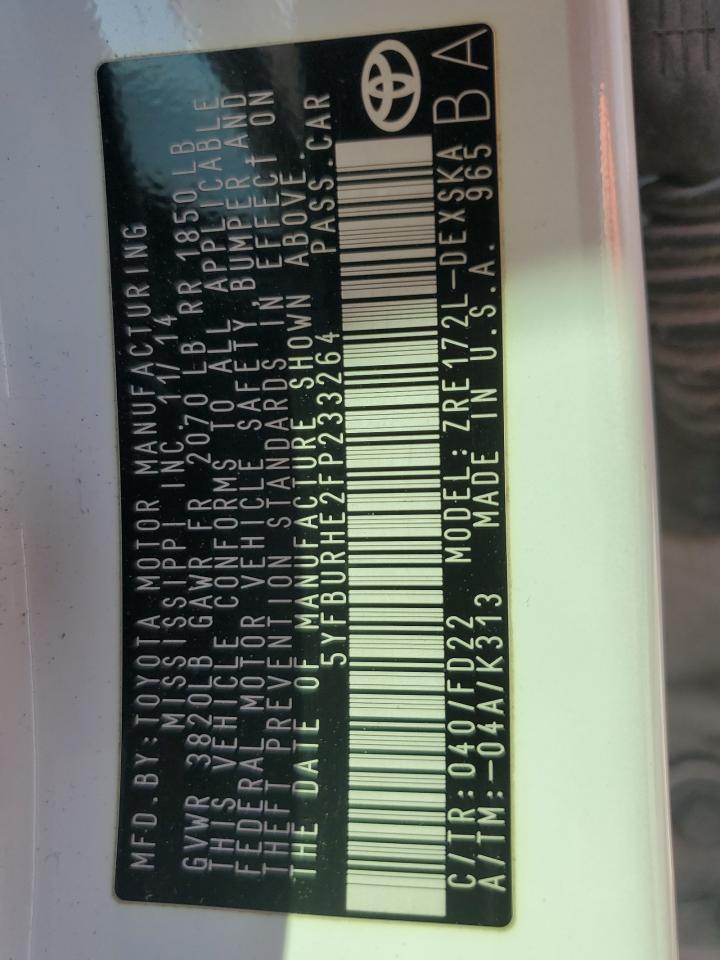 MFD.BY:TOYOTA MOTOR MANUFACTURING
MISSISSIPPI INC. 11/14
GVWR 3820LB GAWR FR 2070 LB RR 1850 LB
THIS VEHICLE CONFORMS TO ALL APPLICABLE
FEDERAL MOTOR VEHICLE SAFETY, BUMPER AND
THEFT PREVENTION STANDARDS IN EFFECT ON
THE DATE OF MANUFACTURE SHOWN ABOVE.
5YFBURHE2FP233264 PASS.CAR
C/TR:040/FD22 MODEL: ZRE172L-DEXSKA
A/TM:-04A/K313 MADE IN U.S.A. 965 BA